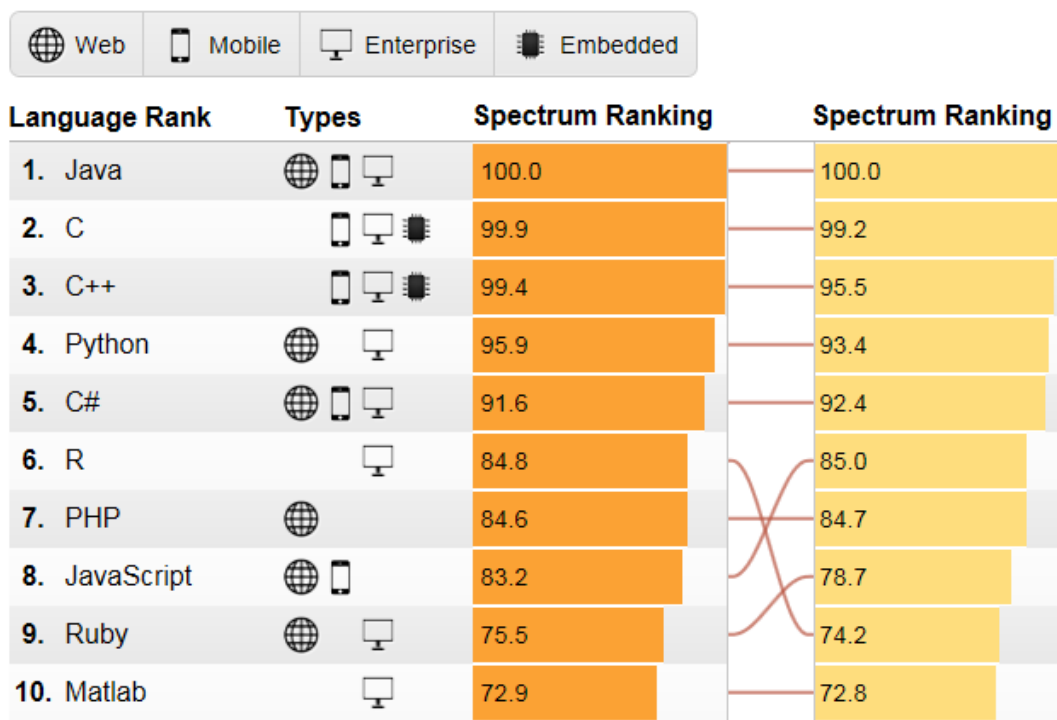 Web Mobile Enterprise Embedded
Language Rank Types Spectrum Ranking Spectrum Ranking
1. Java 100.0 100.0
2. C 99.9 99.2
3. C++ 99.4 95.5
4. Python 95.9 93.4
5. C# 91.6 92.4
6. R 84.8 85.0
7. PHP 84.6 84.7
8. JavaScript 83.2 78.7
9. Ruby 75.5 74.2
10. Matlab 72.9 72.8